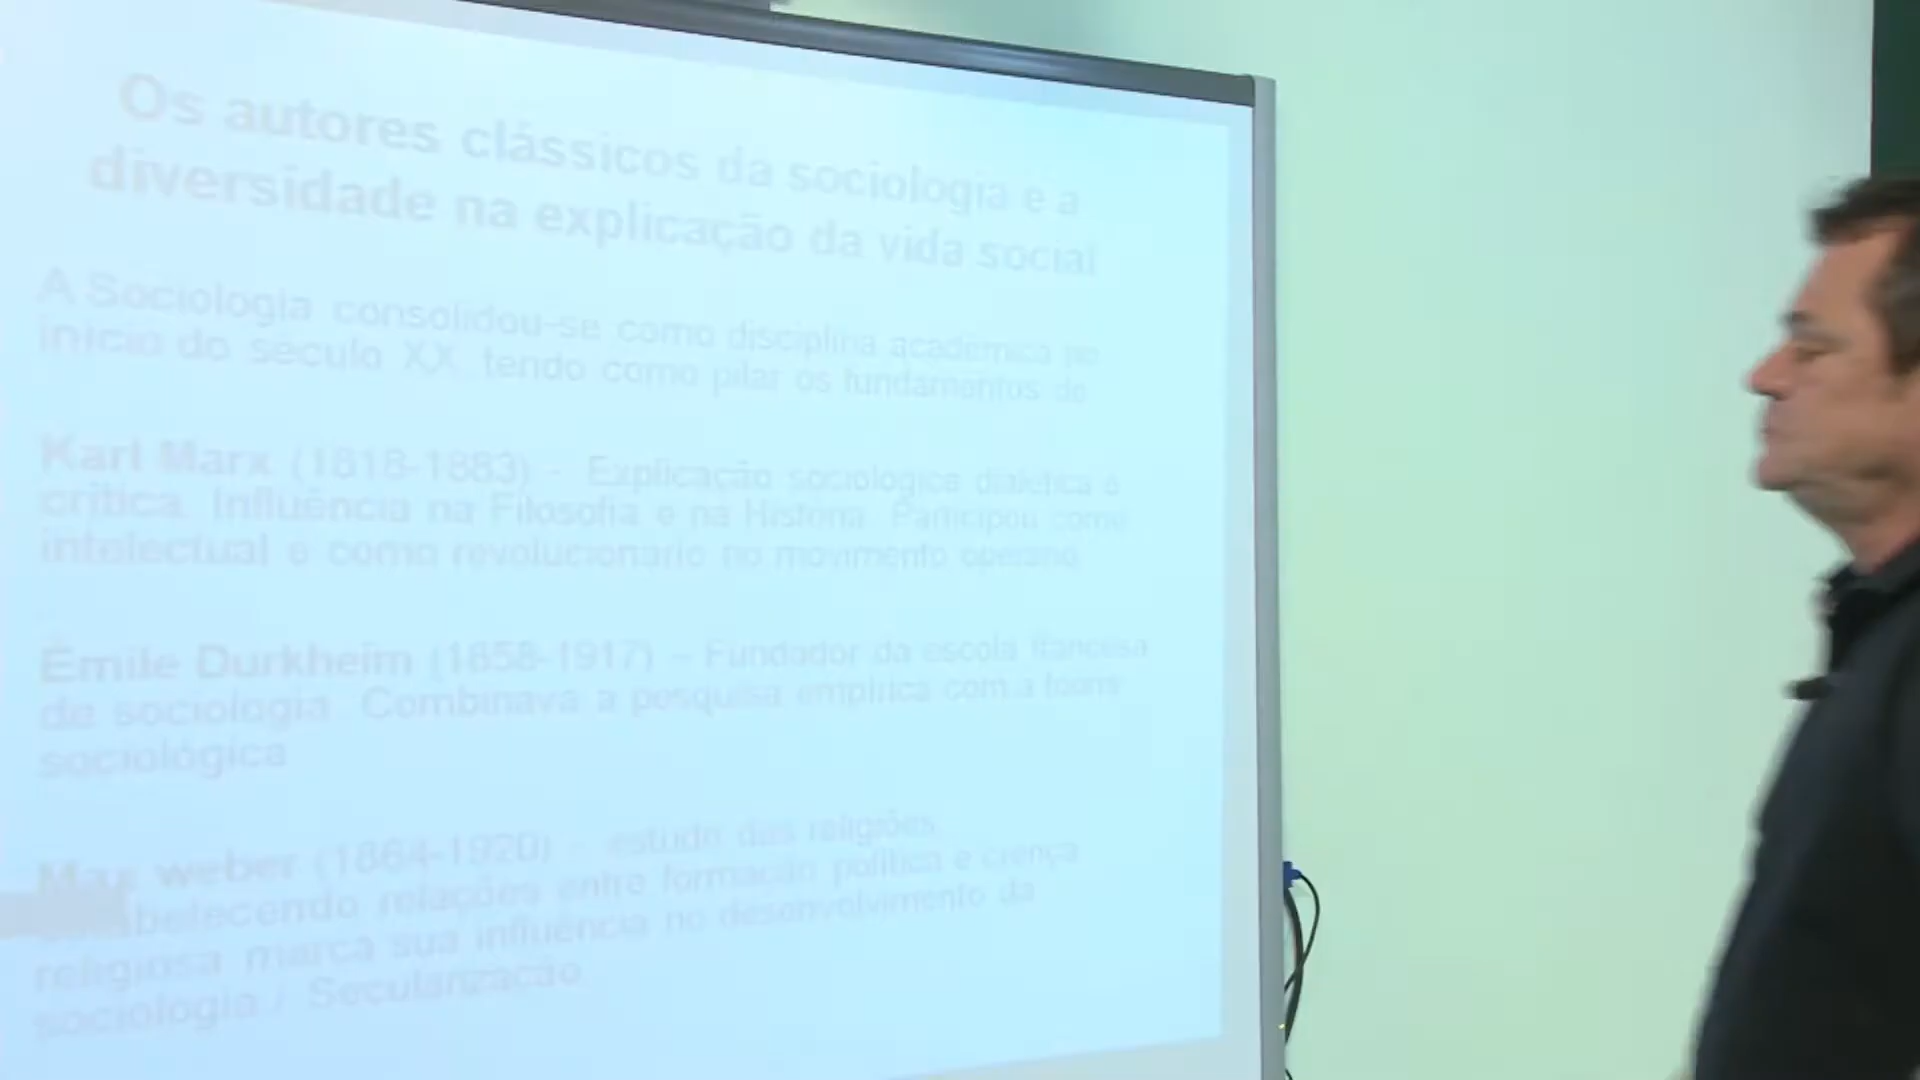 Os autores clássicos da sociologia e a
diversidade na explicação da vida social
A Sociologia consolidou-se como disciplina acadêmica no
início do século XX, tendo como pilar os fundamentos de
Karl Marx (1818-1883) - Explicação sociológica dialética e
crítica. Influência na Filosofia e na História. Participou como
intelectual e como revolucionário no movimento operário.
Émile Durkheim (1858-1917) – Fundador da escola francesa
de sociologia. Combinava a pesquisa empírica com a teoria
sociológica
Max weber (1864-1920) - estudo das religiões,
estabelecendo relações entre formação política e crença
religiosa marca sua influência no desenvolvimento da
sociologia / Secularização